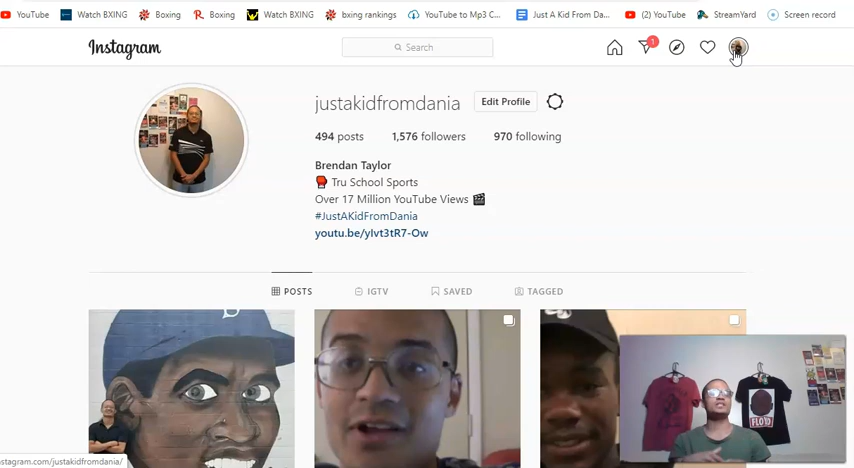 YouTube Watch BXING Boxing Boxing Watch BXING bxing rankings YouTube to Mp3 C... Just A Kid From Da... (2) YouTube StreamYard Screen record
Instagram Search 1
justakidfromdania Edit Profile
494 posts 1,576 followers 970 following
Brendan Taylor
Tru School Sports
Over 17 Million YouTube Views
#JustAKidFromDania
youtu.be/yIvt3tR7-Ow
POSTS IGTV SAVED TAGGED
FLOYD
nstagram.com/justakidfromdania/